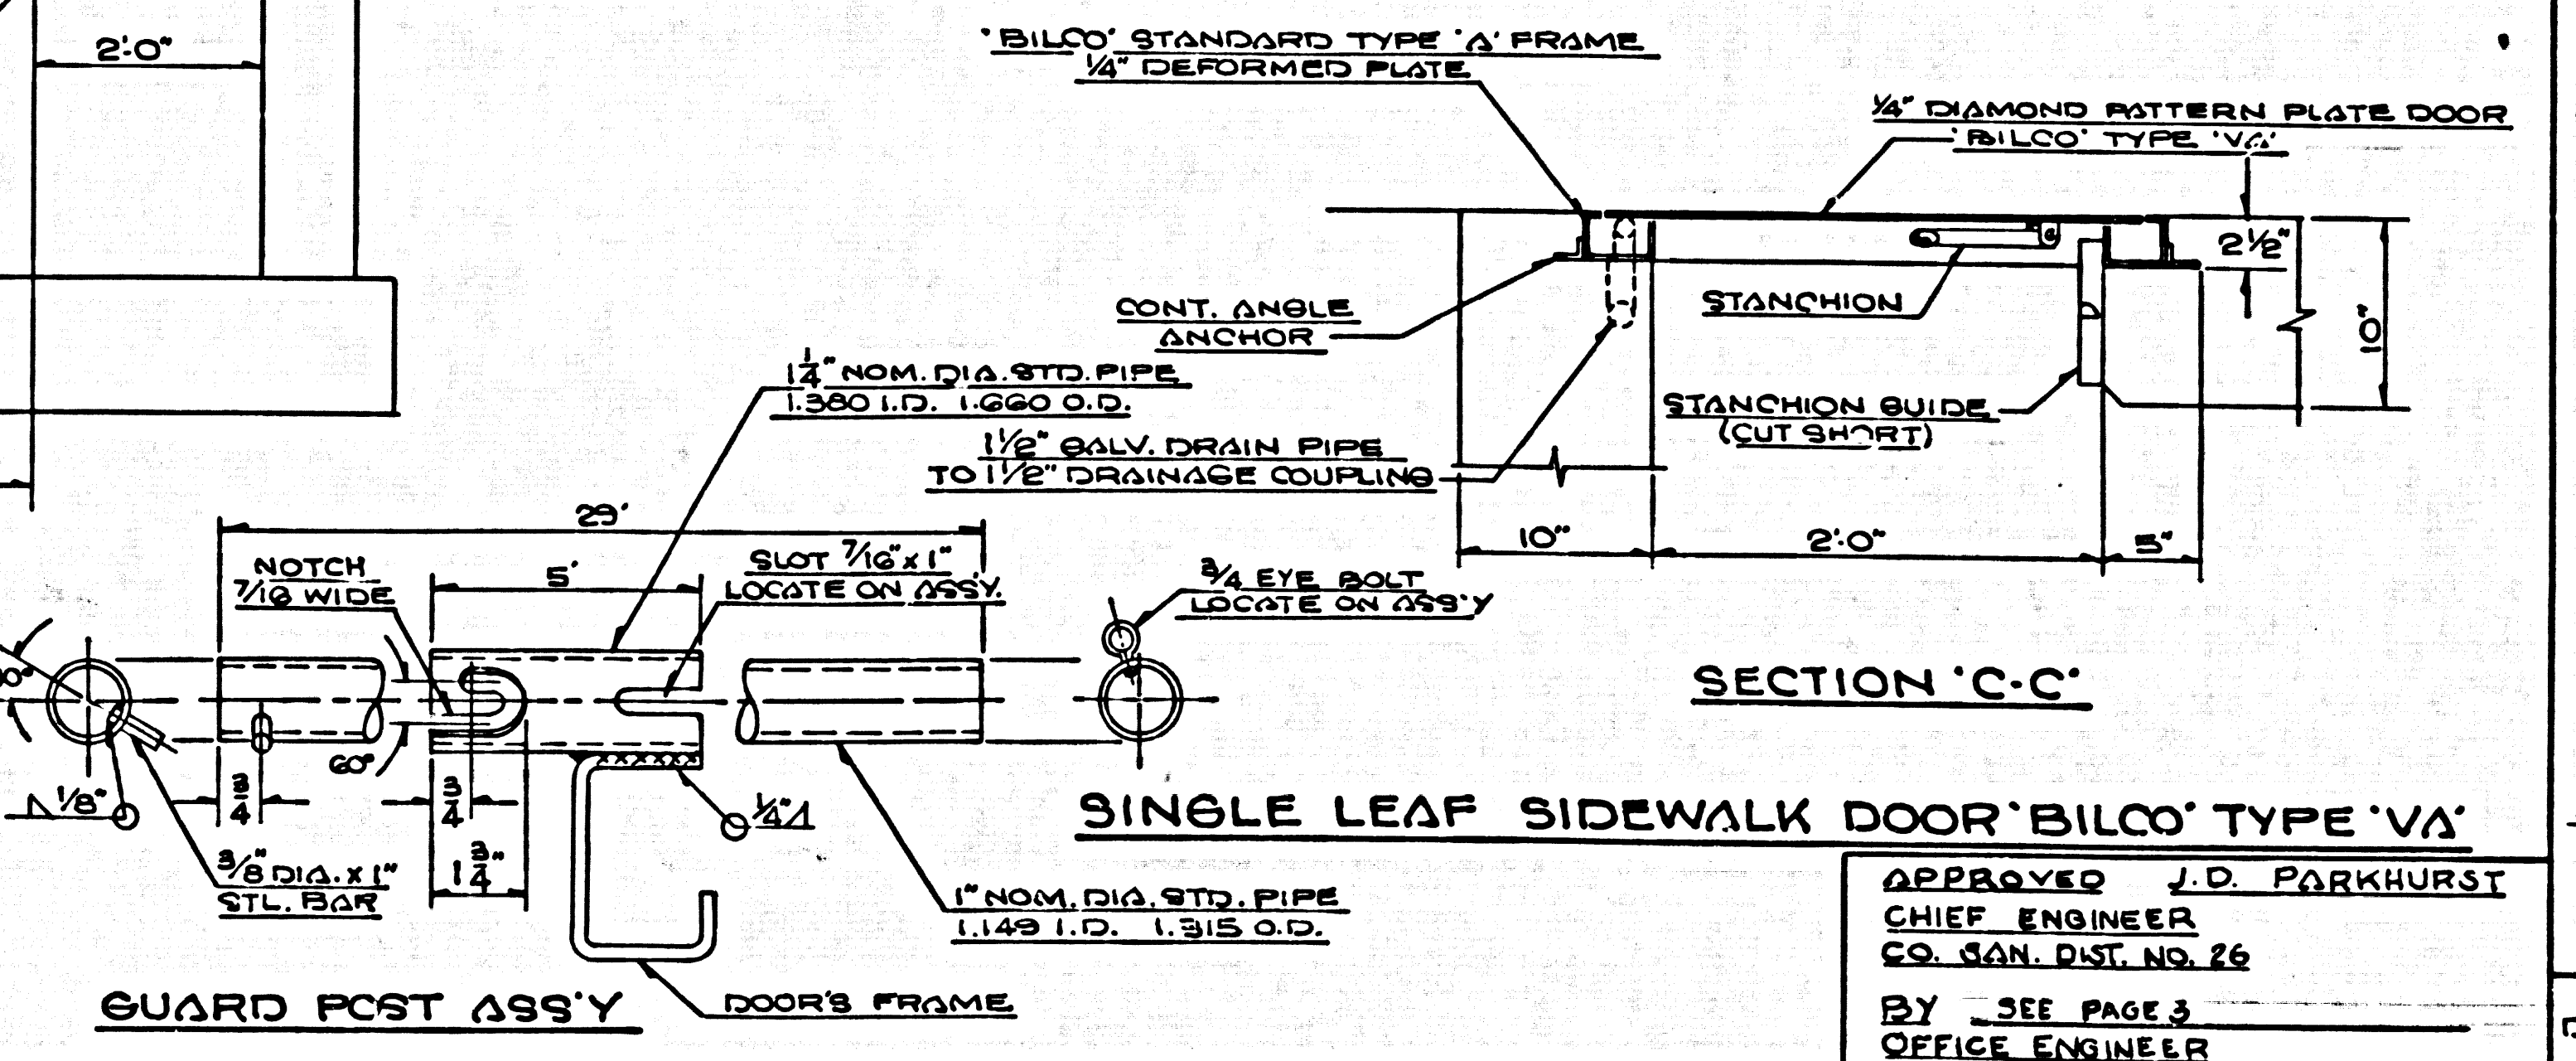 2'-0"
'BILCO' STANDARD TYPE 'A' FRAME
1/4" DEFORMED PLATE
1/4" DIAMOND PATTERN PLATE DOOR
'BILCO' TYPE 'VA'
2 1/2"
10"
CONT. ANGLE
ANCHOR
STANCHION
STANCHION GUIDE
(CUT SHORT)
1 1/4" NOM. DIA. STD. PIPE
1.380 I.D. 1.660 O.D.
1 1/2" GALV. DRAIN PIPE
TO 1 1/2" DRAINAGE COUPLING
10"
2'-0"
5"
SECTION 'C-C'
29'
NOTCH
7/16 WIDE
5'
SLOT 7/16" x 1"
LOCATE ON ASS'Y.
3/4 EYE BOLT
LOCATE ON ASS'Y
60°
3/4
3/4
1 3/4"
1/8"
1/4"
3/8" DIA. x 1"
STL. BAR
1" NOM. DIA. STD. PIPE
1.149 I.D. 1.315 O.D.
DOOR'S FRAME
GUARD POST ASS'Y
SINGLE LEAF SIDEWALK DOOR 'BILCO' TYPE 'VA'
APPROVED J.D. PARKHURST
CHIEF ENGINEER
CO. SAN. DIST. NO. 26
BY SEE PAGE 3
OFFICE ENGINEER